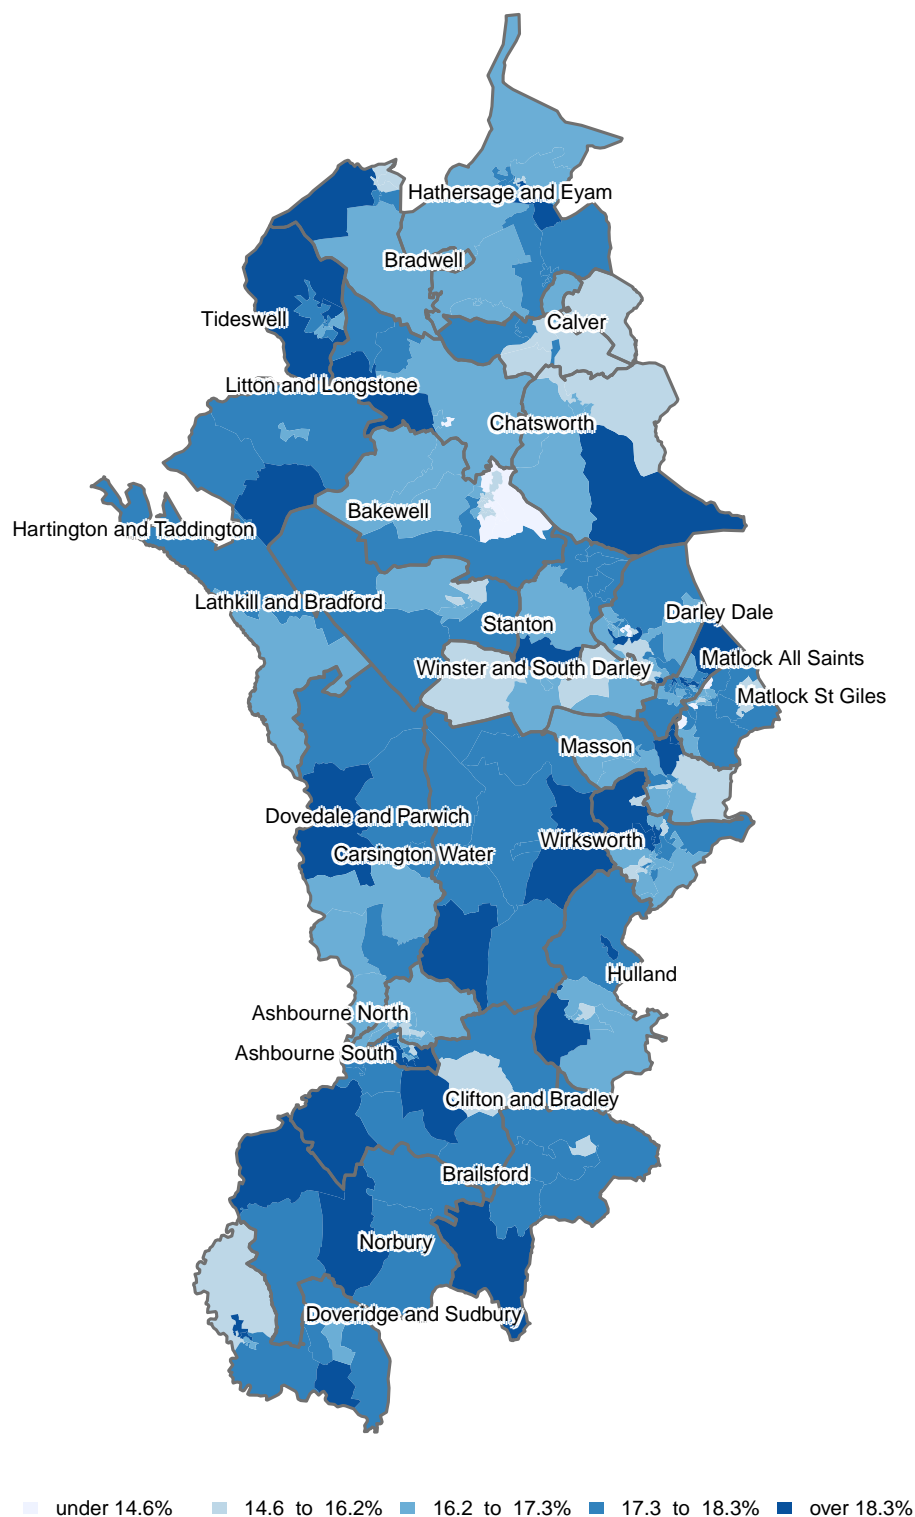 Hathersage and Eyam
Bradwell
Tideswell
Calver
Litton and Longstone
Chatsworth
Bakewell
Hartington and Taddington
Lathkill and Bradford
Darley Dale
Stanton
Matlock All Saints
Winster and South Darley
Matlock St Giles
Masson
Dovedale and Parwich
Wirksworth
Carsington Water
Hulland
Ashbourne North
Ashbourne South
Clifton and Bradley
Brailsford
Norbury
Doveridge and Sudbury
under 14.6% 14.6 to 16.2% 16.2 to 17.3% 17.3 to 18.3% over 18.3%